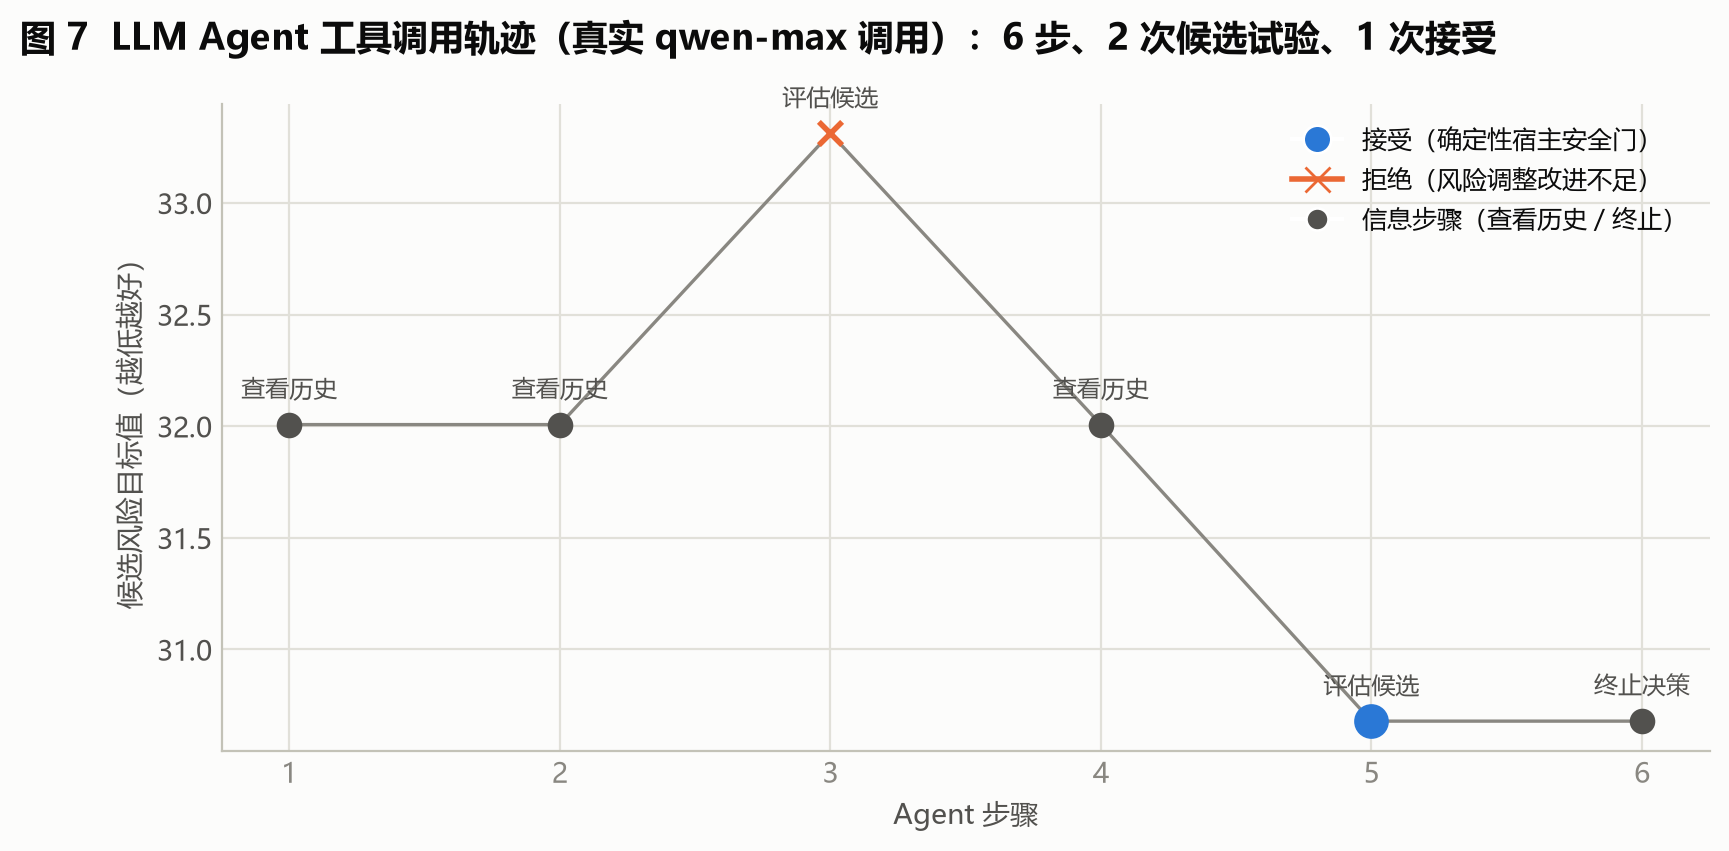 图 7 LLM Agent 工具调用轨迹（真实 qwen-max 调用）：6 步、2 次候选试验、1 次接受
评估候选
接受（确定性宿主安全门）
拒绝（风险调整改进不足）
信息步骤（查看历史 / 终止）
候选风险目标值（越低越好）
33.0
32.5
32.0
31.5
31.0
查看历史
查看历史
查看历史
评估候选
终止决策
1 2 3 4 5 6
Agent 步骤